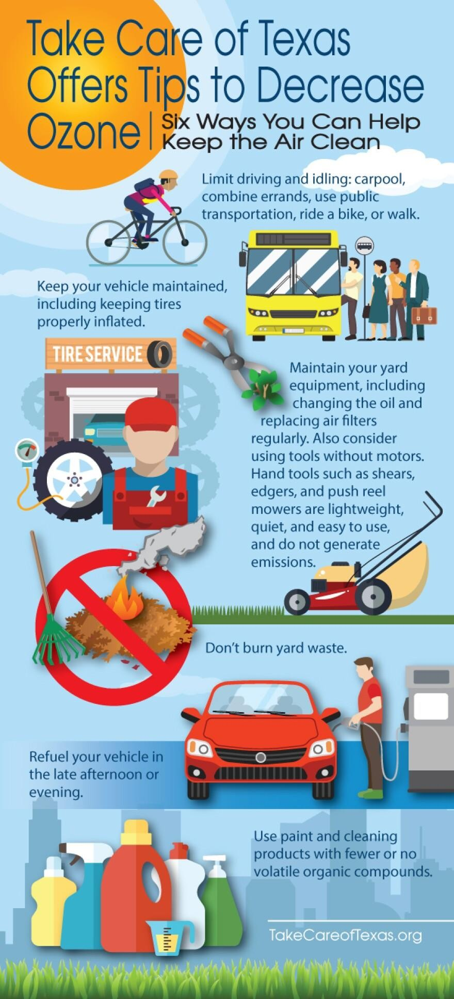 Take Care of Texas
Offers Tips to Decrease
Ozone | Six Ways You Can Help
Keep the Air Clean
Limit driving and idling: carpool,
combine errands, use public
transportation, ride a bike, or walk.
Keep your vehicle maintained,
including keeping tires
properly inflated.
TIRE SERVICE
Maintain your yard
equipment, including
changing the oil and
replacing air filters
regularly. Also consider
using tools without motors.
Hand tools such as shears,
edgers, and push reel
mowers are lightweight,
quiet, and easy to use,
and do not generate
emissions.
Don't burn yard waste.
Refuel your vehicle in
the late afternoon or
evening.
Use paint and cleaning
products with fewer or no
volatile organic compounds.
TakeCareofTexas.org